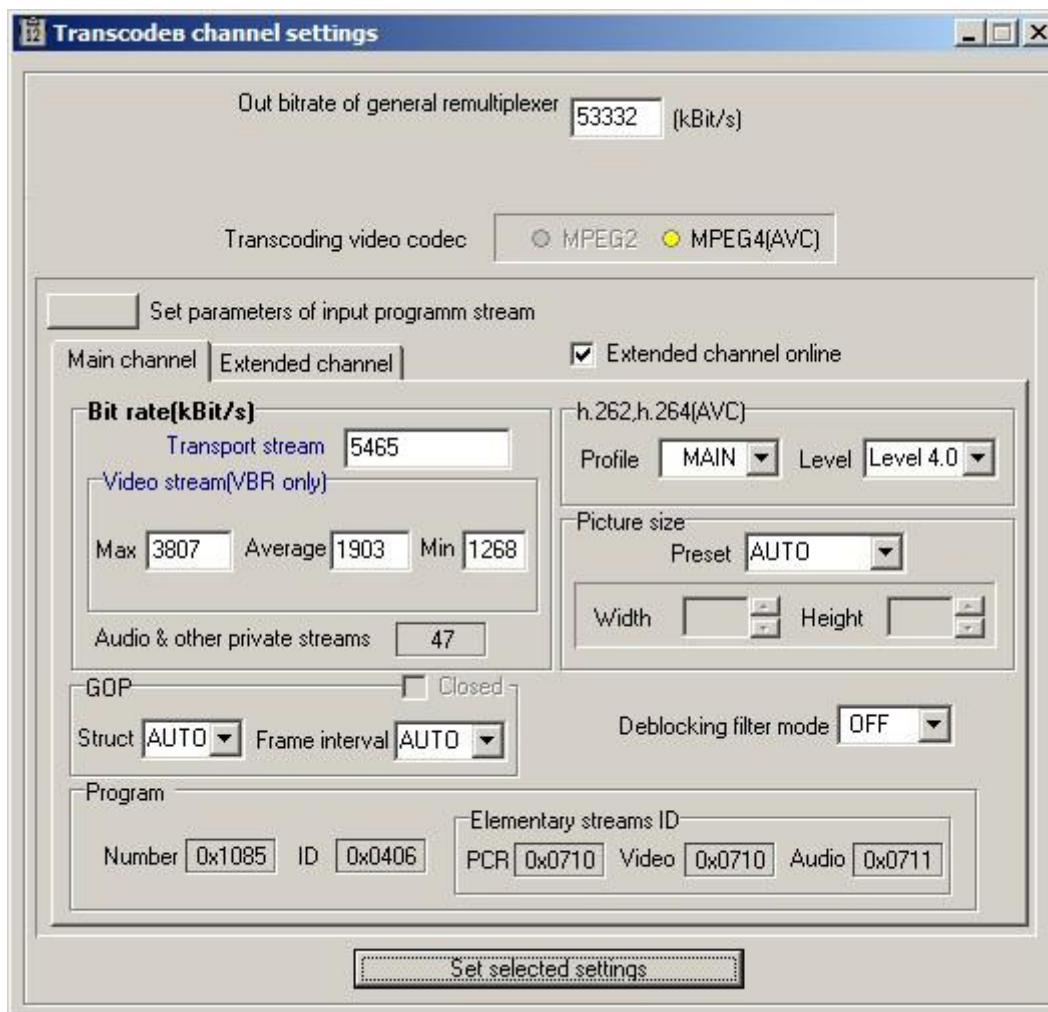 Transcodeв channel settings
Out bitrate of general remultiplexer 53332 (kBit/s)
Transcoding video codec MPEG2 MPEG4(AVC)
Set parameters of input programm stream
Main channel Extended channel Extended channel online
Bit rate(kBit/s)
Transport stream 5465
Video stream(VBR only)
Max 3807 Average 1903 Min 1268
Audio & other private streams 47
h.262,h.264(AVC)
Profile MAIN Level Level 4.0
Picture size
Preset AUTO
Width Height
GOP Closed
Struct AUTO Frame interval AUTO
Deblocking filter mode OFF
Program
Number 0x1085 ID 0x0406
Elementary streams ID
PCR 0x0710 Video 0x0710 Audio 0x0711
Set selected settings